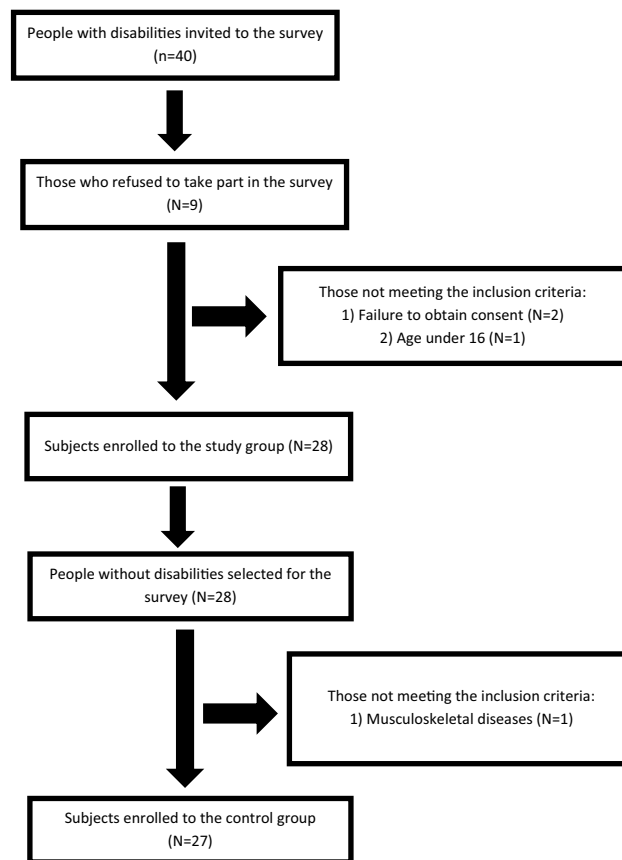 People with disabilities invited to the survey
(n=40)
Those who refused to take part in the survey
(N=9)
Those not meeting the inclusion criteria:
1) Failure to obtain consent (N=2)
2) Age under 16 (N=1)
Subjects enrolled to the study group (N=28)
People without disabilities selected for the
survey (N=28)
Those not meeting the inclusion criteria:
1) Musculoskeletal diseases (N=1)
Subjects enrolled to the control group
(N=27)